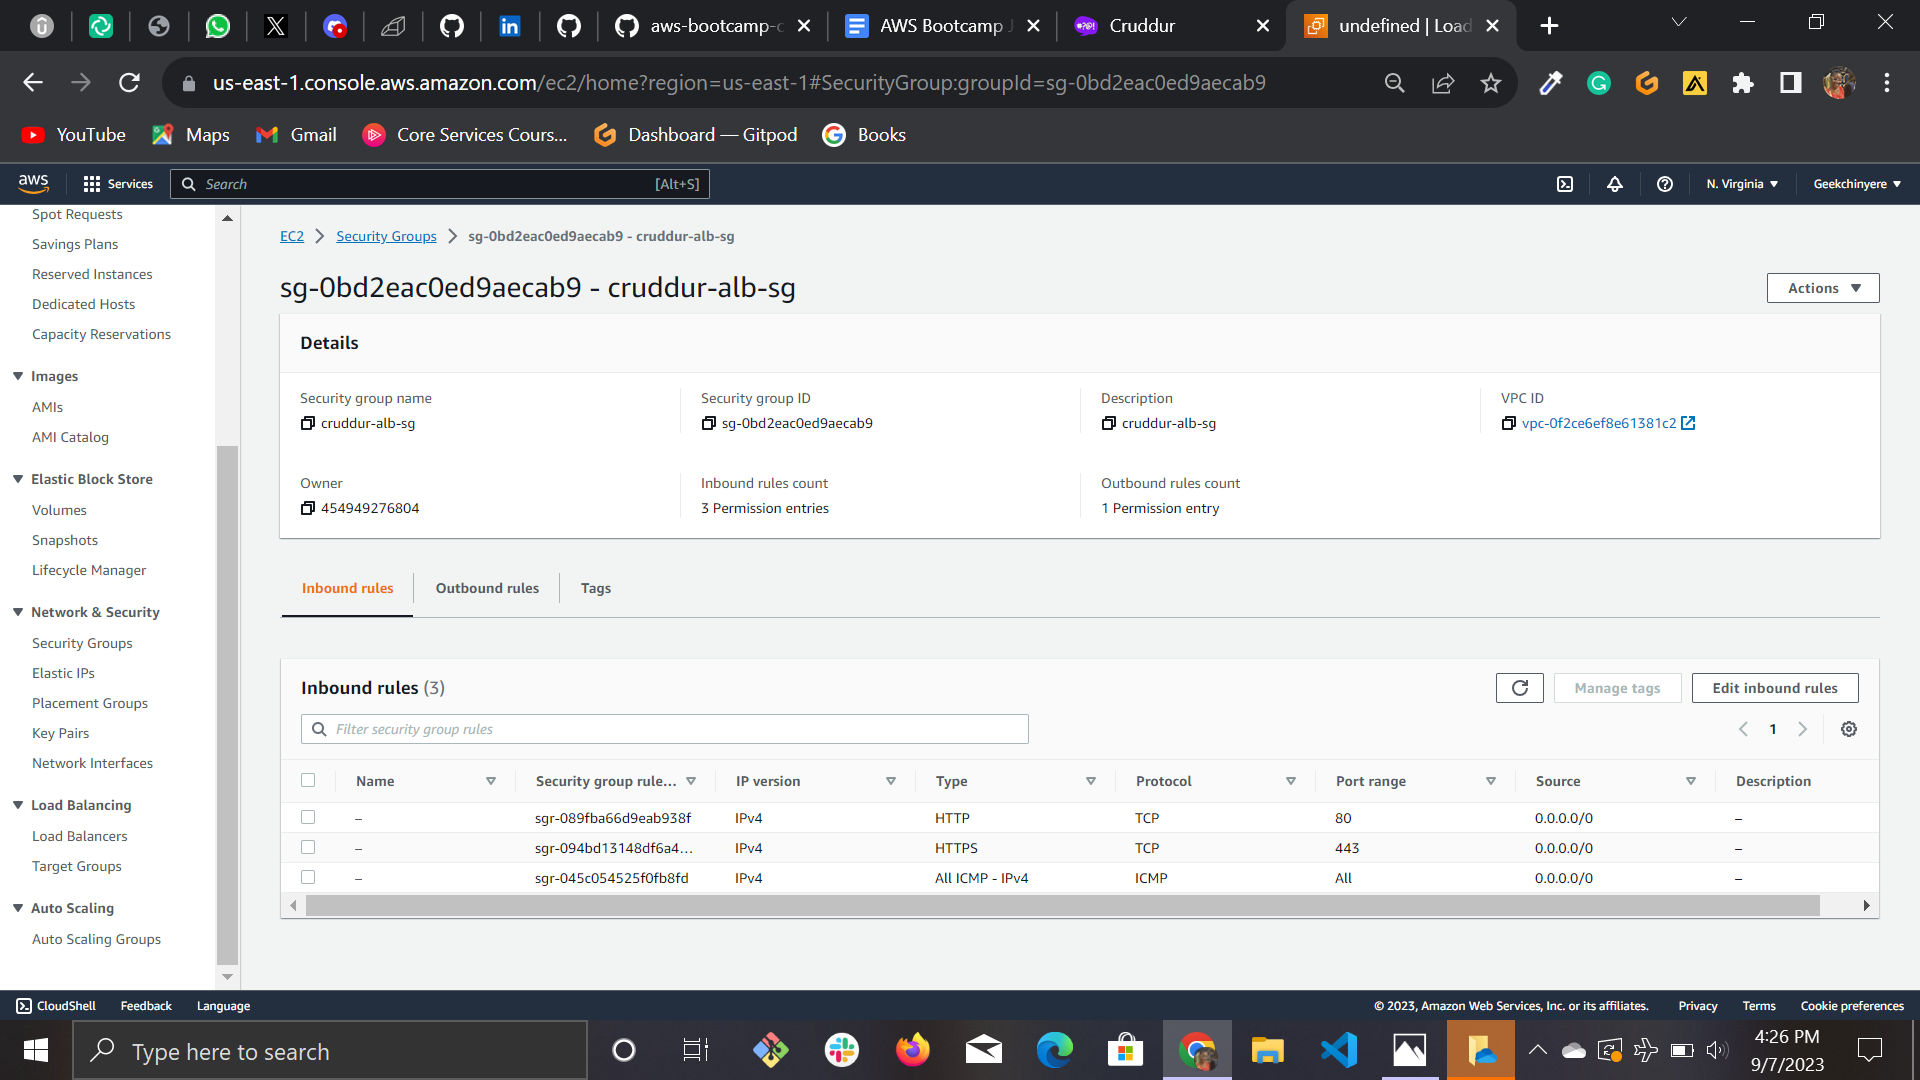 aws-bootcamp-c
AWS Bootcamp J
Cruddur
undefined | Load
us-east-1.console.aws.amazon.com/ec2/home?region=us-east-1#SecurityGroup:groupId=sg-0bd2eac0ed9aecab9
YouTube
Maps
Gmail
Core Services Cours...
Dashboard — Gitpod
Books
aws
Services
Search
[Alt+S]
N. Virginia
Geekchinyere
Spot Requests
Savings Plans
Reserved Instances
Dedicated Hosts
Capacity Reservations
Images
AMIs
AMI Catalog
Elastic Block Store
Volumes
Snapshots
Lifecycle Manager
Network & Security
Security Groups
Elastic IPs
Placement Groups
Key Pairs
Network Interfaces
Load Balancing
Load Balancers
Target Groups
Auto Scaling
Auto Scaling Groups
EC2 > Security Groups > sg-0bd2eac0ed9aecab9 - cruddur-alb-sg
sg-0bd2eac0ed9aecab9 - cruddur-alb-sg
Actions
Details
Security group name
cruddur-alb-sg
Security group ID
sg-0bd2eac0ed9aecab9
Description
cruddur-alb-sg
VPC ID
vpc-0f2ce6ef8e61381c2
Owner
454949276804
Inbound rules count
3 Permission entries
Outbound rules count
1 Permission entry
Inbound rules
Outbound rules
Tags
Inbound rules (3)
Manage tags
Edit inbound rules
Filter security group rules
1
Name Security group rule... IP version Type Protocol Port range Source Description
– sgr-089fba66d9eab938f IPv4 HTTP TCP 80 0.0.0.0/0 –
– sgr-094bd13148df6a4... IPv4 HTTPS TCP 443 0.0.0.0/0 –
– sgr-045c054525f0fb8fd IPv4 All ICMP - IPv4 ICMP All 0.0.0.0/0 –
CloudShell
Feedback
Language
© 2023, Amazon Web Services, Inc. or its affiliates.
Privacy
Terms
Cookie preferences
Type here to search
4:26 PM
9/7/2023